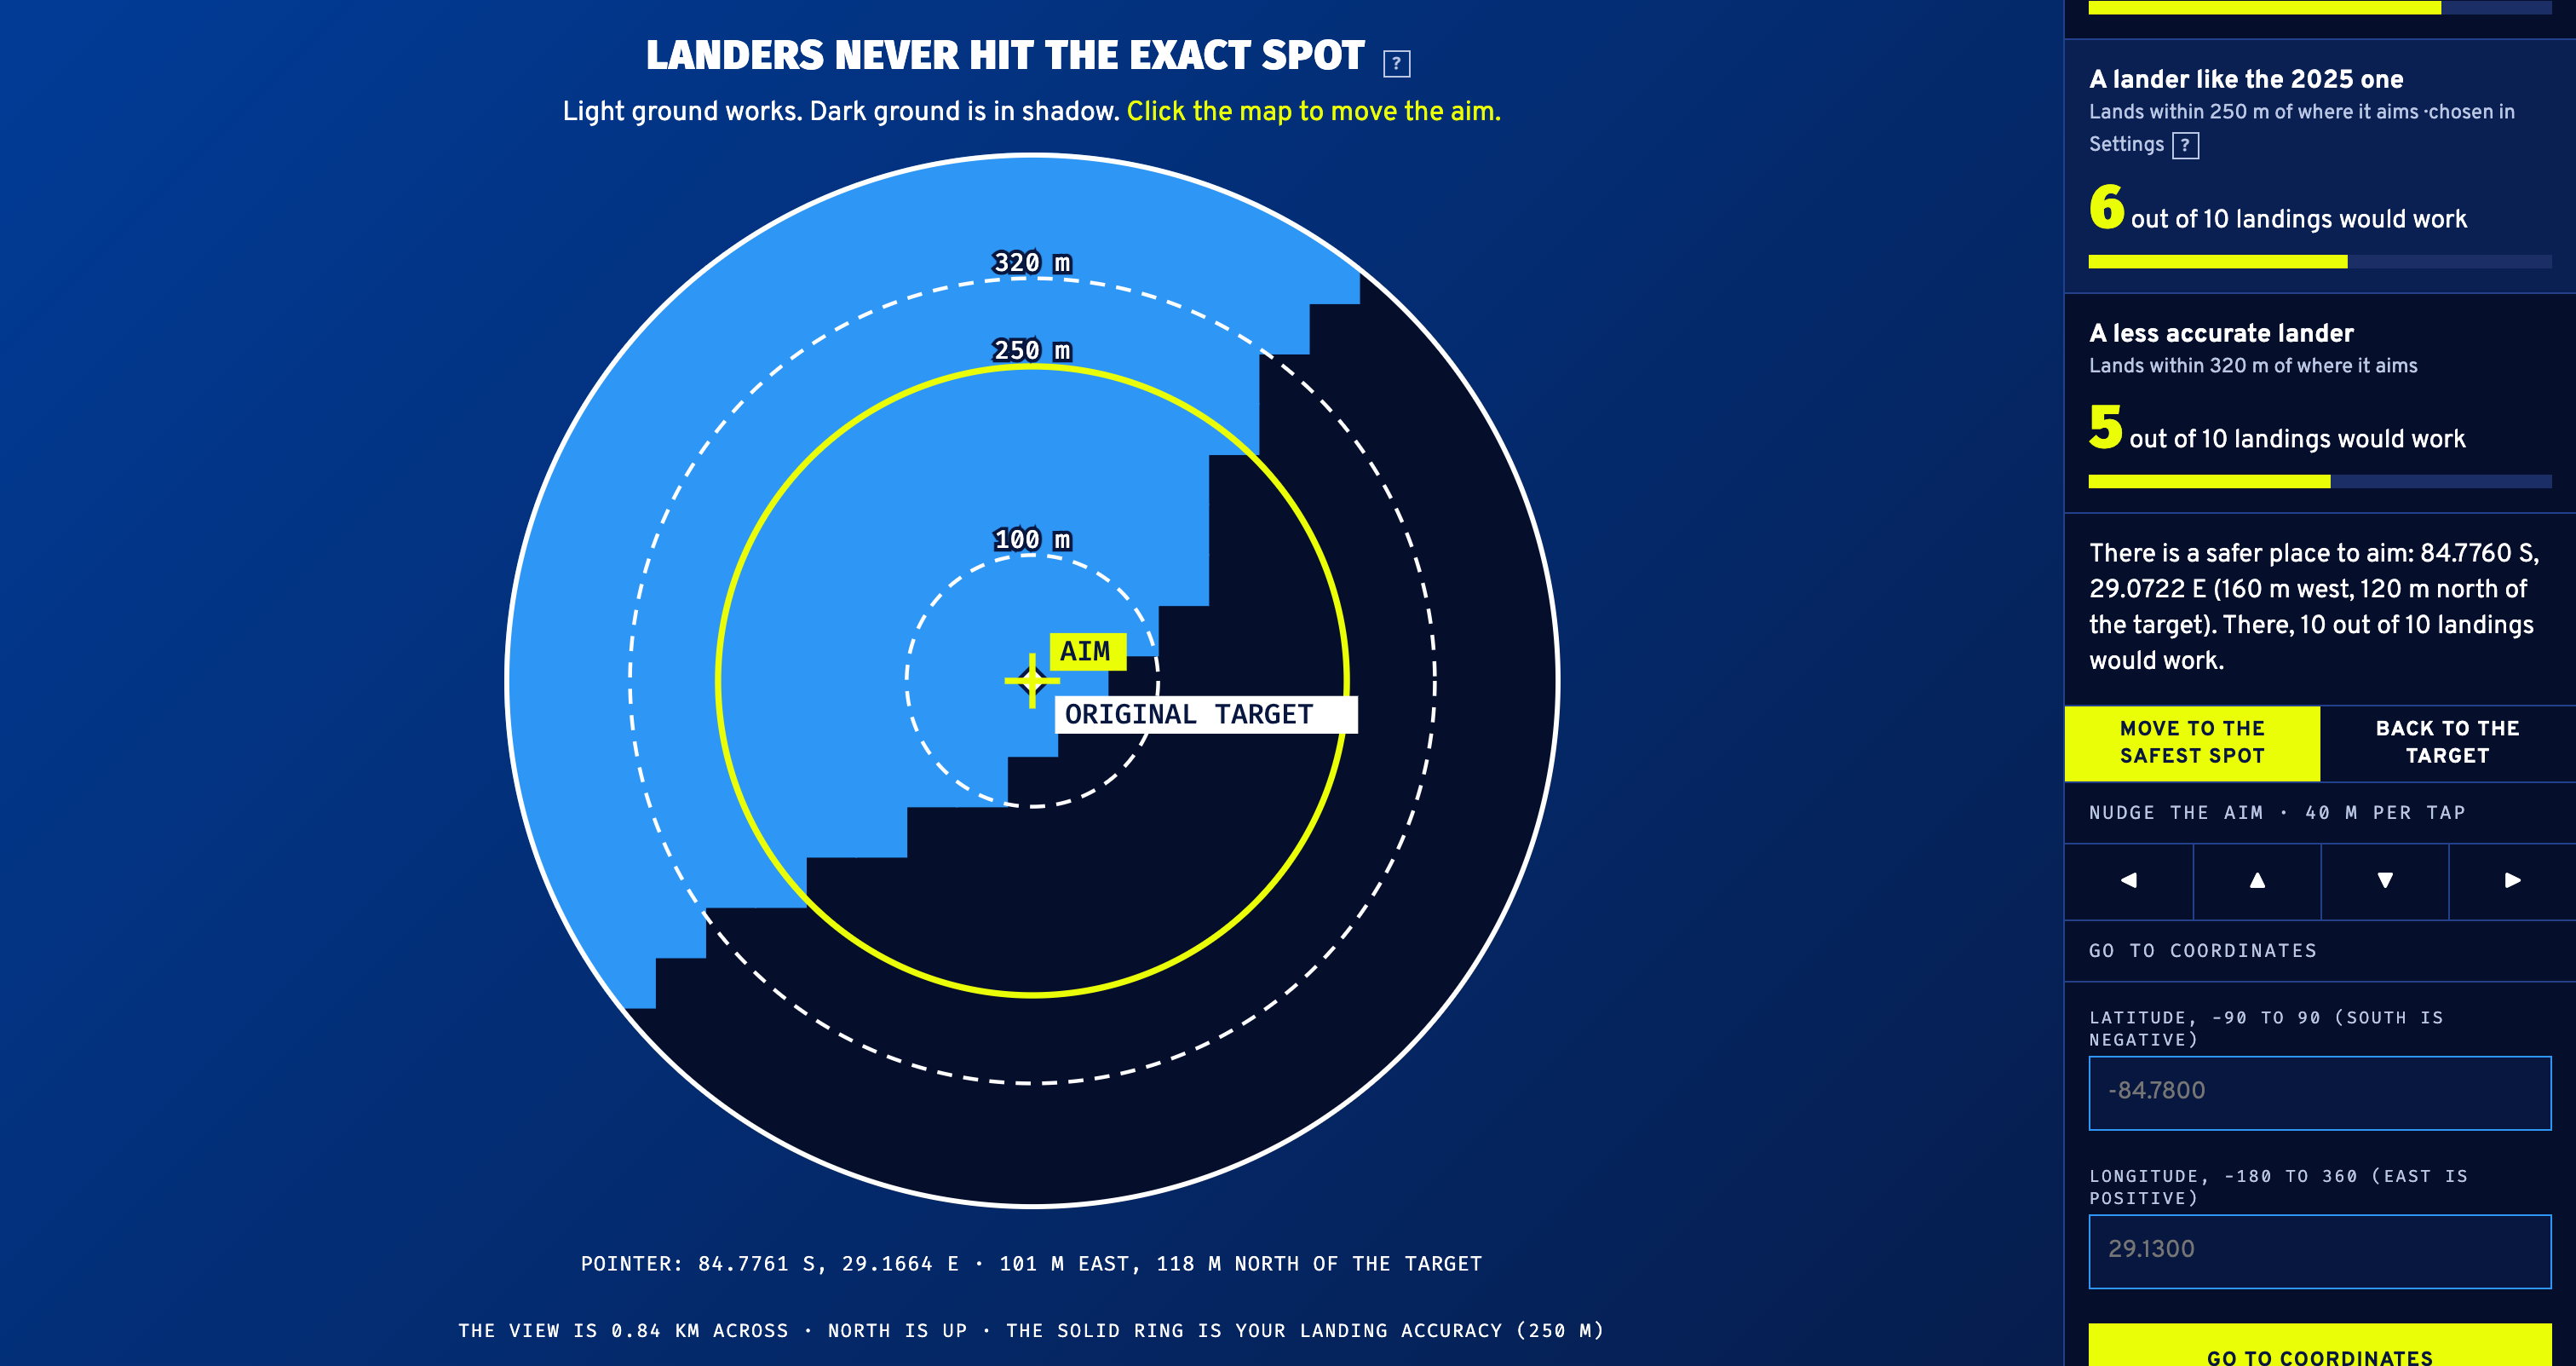 LANDERS NEVER HIT THE EXACT SPOT ?
Light ground works. Dark ground is in shadow. Click the map to move the aim.
320 m
250 m
100 m
AIM
ORIGINAL TARGET
POINTER: 84.7761 S, 29.1664 E · 101 M EAST, 118 M NORTH OF THE TARGET
THE VIEW IS 0.84 KM ACROSS · NORTH IS UP · THE SOLID RING IS YOUR LANDING ACCURACY (250 M)
A lander like the 2025 one
Lands within 250 m of where it aims ·chosen in
Settings ?
6 out of 10 landings would work
A less accurate lander
Lands within 320 m of where it aims
5 out of 10 landings would work
There is a safer place to aim: 84.7760 S,
29.0722 E (160 m west, 120 m north of
the target). There, 10 out of 10 landings
would work.
MOVE TO THE
SAFEST SPOT
BACK TO THE
TARGET
NUDGE THE AIM · 40 M PER TAP
GO TO COORDINATES
LATITUDE, -90 TO 90 (SOUTH IS
NEGATIVE)
-84.7800
LONGITUDE, -180 TO 360 (EAST IS
POSITIVE)
29.1300
GO TO COORDINATES